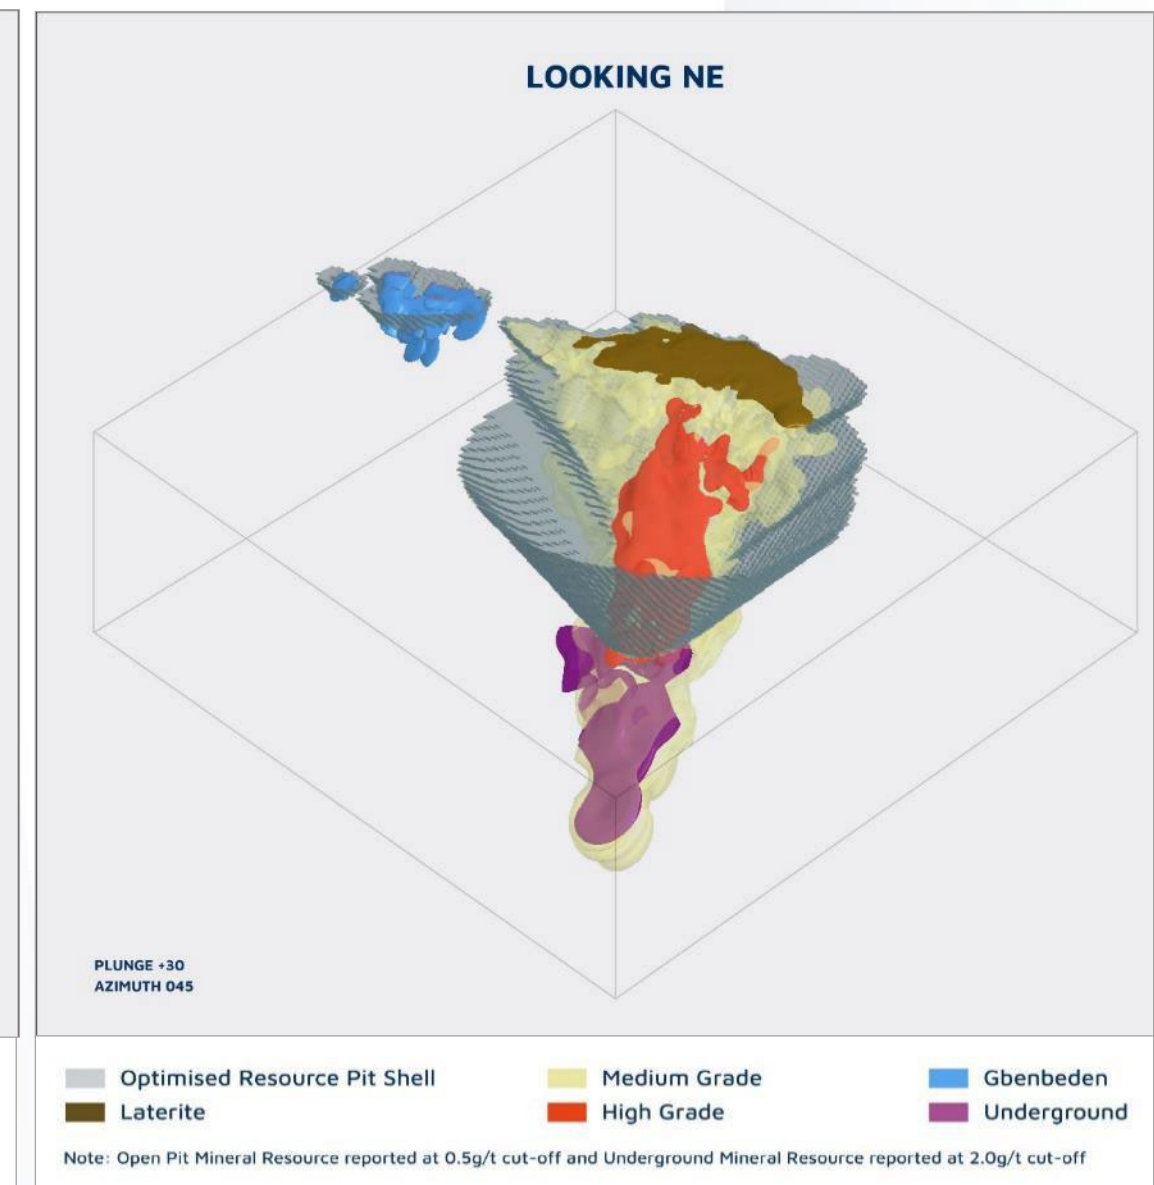 LOOKING NE
PLUNGE +30
AZIMUTH 045
Optimised Resource Pit Shell
Medium Grade
Gbenbeden
Laterite
High Grade
Underground
Note: Open Pit Mineral Resource reported at 0.5g/t cut-off and Underground Mineral Resource reported at 2.0g/t cut-off